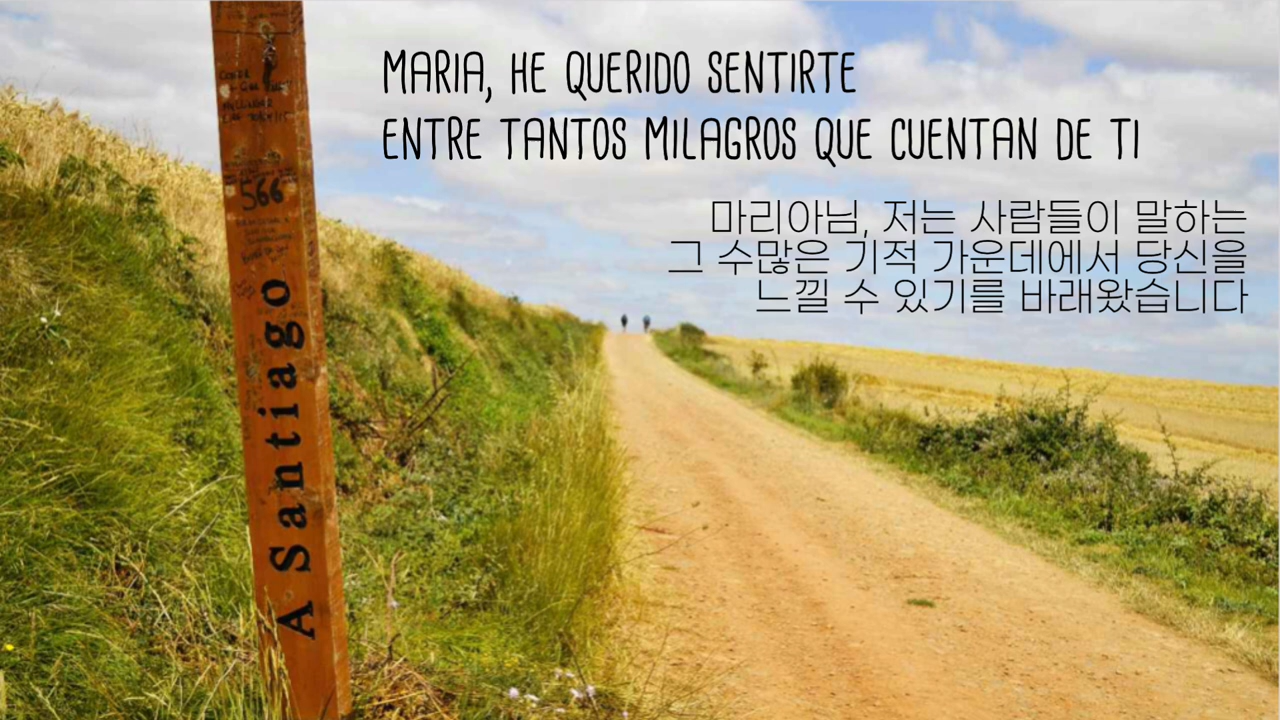 MARIA, HE QUERIDO SENTIRTE
ENTRE TANTOS MILAGROS QUE CUENTAN DE TI
마리아님, 저는 사람들이 말하는
그 수많은 기적 가운데에서 당신을
느낄 수 있기를 바래왔습니다
566
A Santiago